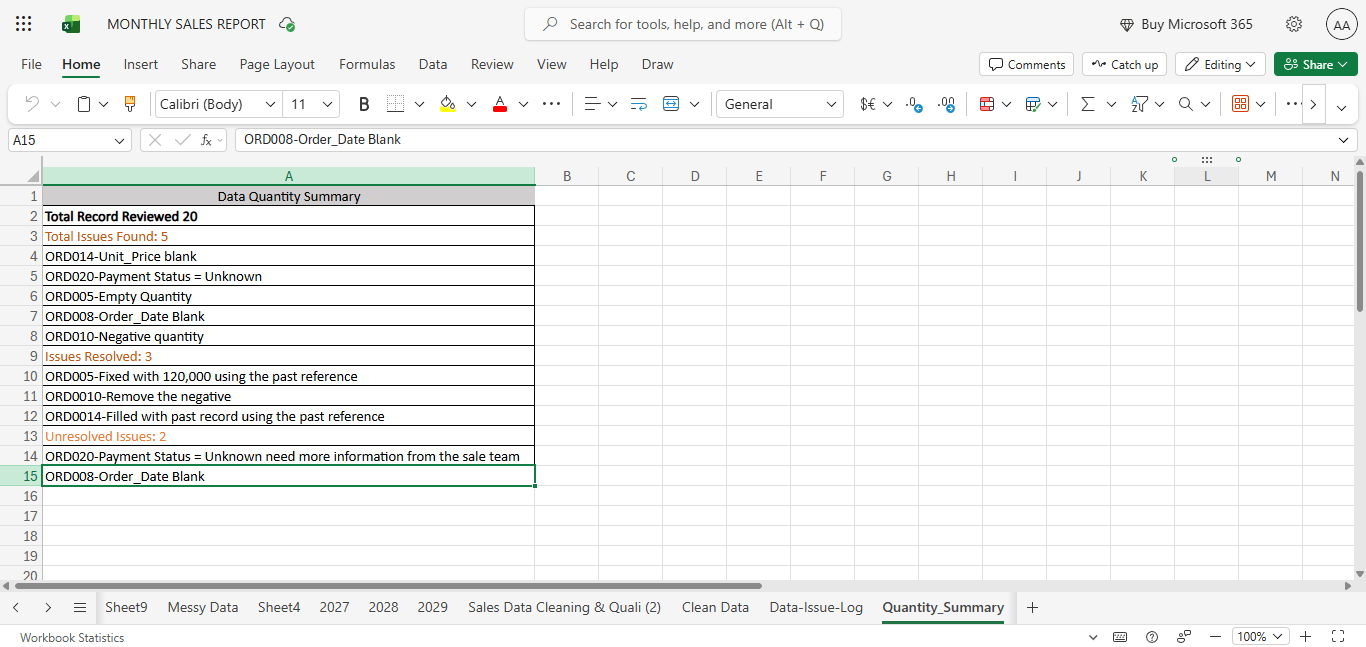 MONTHLY SALES REPORT
Search for tools, help, and more (Alt + Q)
Buy Microsoft 365
AA
File Home Insert Share Page Layout Formulas Data Review View Help Draw
Comments Catch up Editing Share
Calibri (Body) 11 B A General $€ .0 .00
A15 fx ORD008-Order_Date Blank
A B C D E F G H I J K L M N
1 Data Quantity Summary
2 Total Record Reviewed 20
3 Total Issues Found: 5
4 ORD014-Unit_Price blank
5 ORD020-Payment Status = Unknown
6 ORD005-Empty Quantity
7 ORD008-Order_Date Blank
8 ORD010-Negative quantity
9 Issues Resolved: 3
10 ORD005-Fixed with 120,000 using the past reference
11 ORD0010-Remove the negative
12 ORD0014-Filled with past record using the past reference
13 Unresolved Issues: 2
14 ORD020-Payment Status = Unknown need more information from the sale team
15 ORD008-Order_Date Blank
16
17
18
19
20
Sheet9 Messy Data Sheet4 2027 2028 2029 Sales Data Cleaning & Quali (2) Clean Data Data-Issue-Log Quantity_Summary
Workbook Statistics 100%